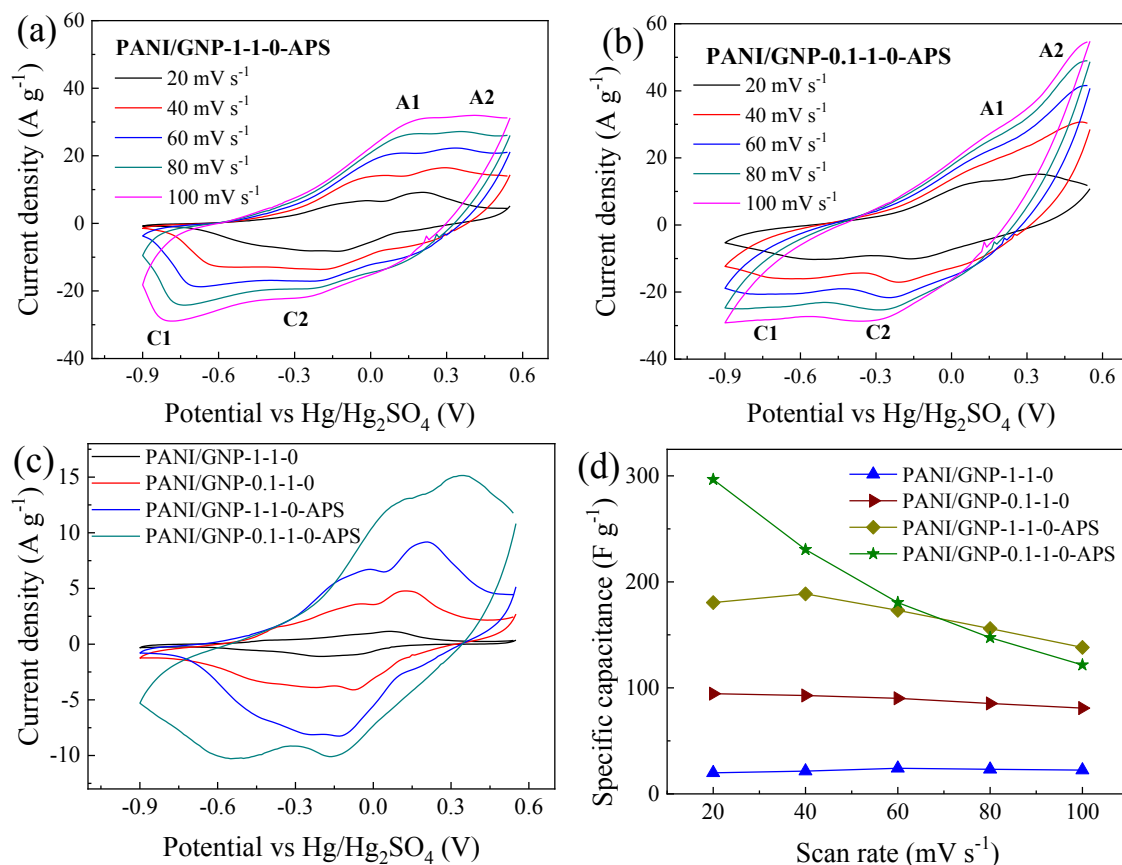 (a)
PANI/GNP-1-1-0-APS
20 mV s⁻¹
40 mV s⁻¹
60 mV s⁻¹
80 mV s⁻¹
100 mV s⁻¹
A1
A2
C1
C2
60
40
20
0
-20
-40
Current density (A g⁻¹)
-0.9 -0.6 -0.3 0.0 0.3 0.6
Potential vs Hg/Hg₂SO₄ (V)
(b)
PANI/GNP-0.1-1-0-APS
20 mV s⁻¹
40 mV s⁻¹
60 mV s⁻¹
80 mV s⁻¹
100 mV s⁻¹
A2
A1
C1
C2
60
40
20
0
-20
-40
Current density (A g⁻¹)
-0.9 -0.6 -0.3 0.0 0.3 0.6
Potential vs Hg/Hg₂SO₄ (V)
(c)
PANI/GNP-1-1-0
PANI/GNP-0.1-1-0
PANI/GNP-1-1-0-APS
PANI/GNP-0.1-1-0-APS
15
10
5
0
-5
-10
Current density (A g⁻¹)
-0.9 -0.6 -0.3 0.0 0.3 0.6
Potential vs Hg/Hg₂SO₄ (V)
(d)
PANI/GNP-1-1-0
PANI/GNP-0.1-1-0
PANI/GNP-1-1-0-APS
PANI/GNP-0.1-1-0-APS
300
200
100
0
Specific capacitance (F g⁻¹)
20 40 60 80 100
Scan rate (mV s⁻¹)